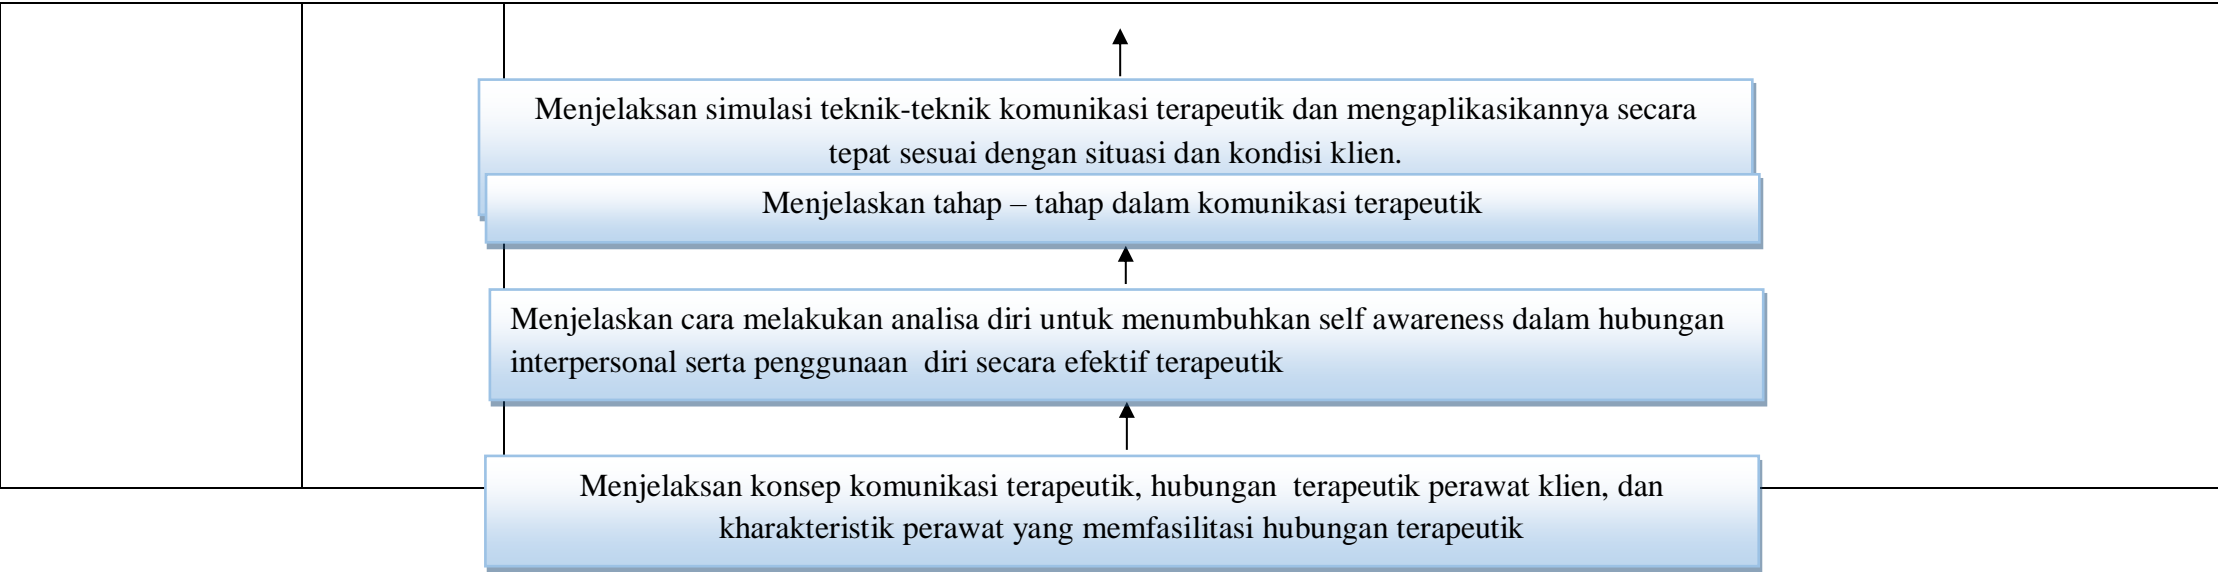 Menjelaksan simulasi teknik-teknik komunikasi terapeutik dan mengaplikasikannya secara
tepat sesuai dengan situasi dan kondisi klien.
Menjelaskan tahap – tahap dalam komunikasi terapeutik
Menjelaskan cara melakukan analisa diri untuk menumbuhkan self awareness dalam hubungan
interpersonal serta penggunaan  diri secara efektif terapeutik
Menjelaksan konsep komunikasi terapeutik, hubungan  terapeutik perawat klien, dan
kharakteristik perawat yang memfasilitasi hubungan terapeutik